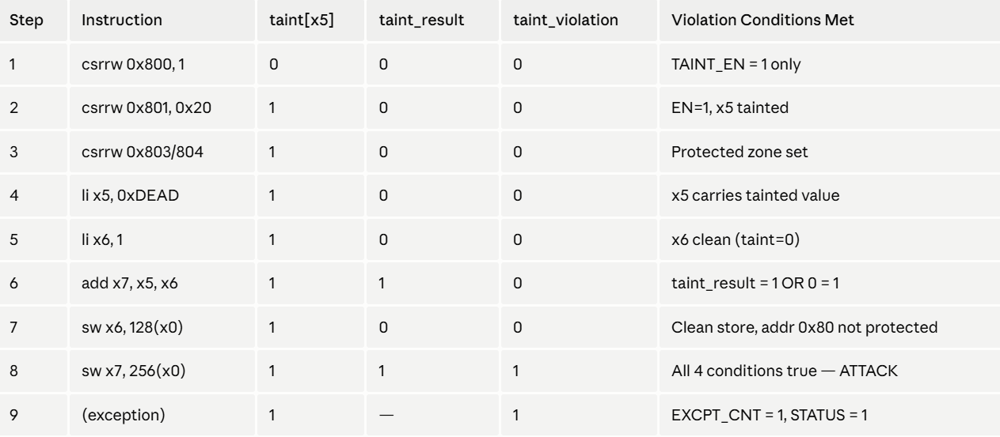 Step Instruction taint[x5] taint_result taint_violation Violation Conditions Met
1 csrrw 0x800, 1 0 0 0 TAINT_EN = 1 only
2 csrrw 0x801, 0x20 1 0 0 EN=1, x5 tainted
3 csrrw 0x803/804 1 0 0 Protected zone set
4 li x5, 0xDEAD 1 0 0 x5 carries tainted value
5 li x6, 1 1 0 0 x6 clean (taint=0)
6 add x7, x5, x6 1 1 0 taint_result = 1 OR 0 = 1
7 sw x6, 128(x0) 1 0 0 Clean store, addr 0x80 not protected
8 sw x7, 256(x0) 1 1 1 All 4 conditions true — ATTACK
9 (exception) 1 — 1 EXCPT_CNT = 1, STATUS = 1